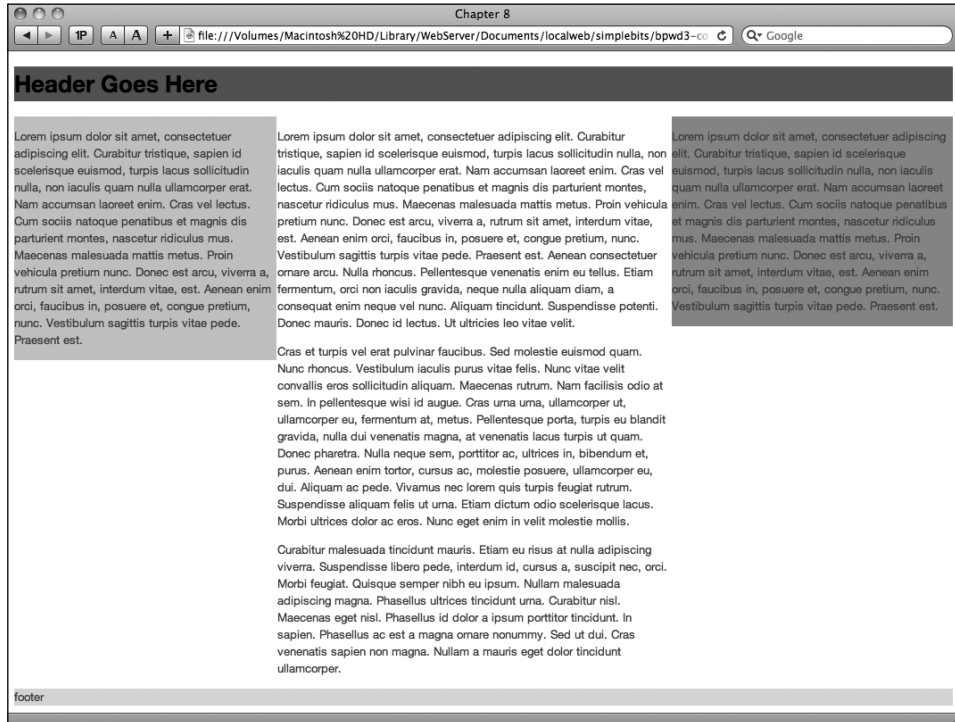 Chapter 8
1P A A + file:///Volumes/Macintosh%20HD/Library/WebServer/Documents/localweb/simplebits/bpwd3-co Google
Header Goes Here
Lorem ipsum dolor sit amet, consectetuer
adipiscing elit. Curabitur tristique, sapien id
scelerisque euismod, turpis lacus sollicitudin
nulla, non iaculis quam nulla ullamcorper erat.
Nam accumsan laoreet enim. Cras vel lectus.
Cum sociis natoque penatibus et magnis dis
parturient montes, nascetur ridiculus mus.
Maecenas malesuada mattis metus. Proin
vehicula pretium nunc. Donec est arcu, viverra a,
rutrum sit amet, interdum vitae, est. Aenean enim
orci, faucibus in, posuere et, congue pretium,
nunc. Vestibulum sagittis turpis vitae pede.
Praesent est.
Lorem ipsum dolor sit amet, consectetuer adipiscing elit. Curabitur
tristique, sapien id scelerisque euismod, turpis lacus sollicitudin nulla, non
iaculis quam nulla ullamcorper erat. Nam accumsan laoreet enim. Cras vel
lectus. Cum sociis natoque penatibus et magnis dis parturient montes,
nascetur ridiculus mus. Maecenas malesuada mattis metus. Proin vehicula
pretium nunc. Donec est arcu, viverra a, rutrum sit amet, interdum vitae,
est. Aenean enim orci, faucibus in, posuere et, congue pretium, nunc.
Vestibulum sagittis turpis vitae pede. Praesent est. Aenean consectetuer
ornare arcu. Nulla rhoncus. Pellentesque venenatis enim eu tellus. Etiam
fermentum, orci non iaculis gravida, neque nulla aliquam diam, a
consequat enim neque vel nunc. Aliquam tincidunt. Suspendisse potenti.
Donec mauris. Donec id lectus. Ut ultricies leo vitae velit.
Cras et turpis vel erat pulvinar faucibus. Sed molestie euismod quam.
Nunc rhoncus. Vestibulum iaculis purus vitae felis. Nunc vitae velit
convallis eros sollicitudin aliquam. Maecenas rutrum. Nam facilisis odio at
sem. In pellentesque wisi id augue. Cras urna urna, ullamcorper ut,
ullamcorper eu, fermentum at, metus. Pellentesque porta, turpis eu blandit
gravida, nulla dui venenatis magna, at venenatis lacus turpis ut quam.
Donec pharetra. Nulla neque sem, porttitor ac, ultrices in, bibendum et,
purus. Aenean enim tortor, cursus ac, molestie posuere, ullamcorper eu,
dui. Aliquam ac pede. Vivamus nec lorem quis turpis feugiat rutrum.
Suspendisse aliquam felis ut urna. Etiam dictum odio scelerisque lacus.
Morbi ultrices dolor ac eros. Nunc eget enim in velit molestie mollis.
Curabitur malesuada tincidunt mauris. Etiam eu risus at nulla adipiscing
viverra. Suspendisse libero pede, interdum id, cursus a, suscipit nec, orci.
Morbi feugiat. Quisque semper nibh eu ipsum. Nullam malesuada
adipiscing magna. Phasellus ultrices tincidunt urna. Curabitur nisl.
Maecenas eget nisl. Phasellus id dolor a ipsum porttitor tincidunt. In
sapien. Phasellus ac est a magna ornare nonummy. Sed ut dui. Cras
venenatis sapien non magna. Nullam a mauris eget dolor tincidunt
ullamcorper.
Lorem ipsum dolor sit amet, consectetuer adipiscing
elit. Curabitur tristique, sapien id scelerisque
euismod, turpis lacus sollicitudin nulla, non iaculis
quam nulla ullamcorper erat. Nam accumsan laoreet
enim. Cras vel lectus. Cum sociis natoque penatibus
et magnis dis parturient montes, nascetur ridiculus
mus. Maecenas malesuada mattis metus. Proin
vehicula pretium nunc. Donec est arcu, viverra a,
rutrum sit amet, interdum vitae, est. Aenean enim
orci, faucibus in, posuere et, congue pretium, nunc.
Vestibulum sagittis turpis vitae pede. Praesent est.
footer